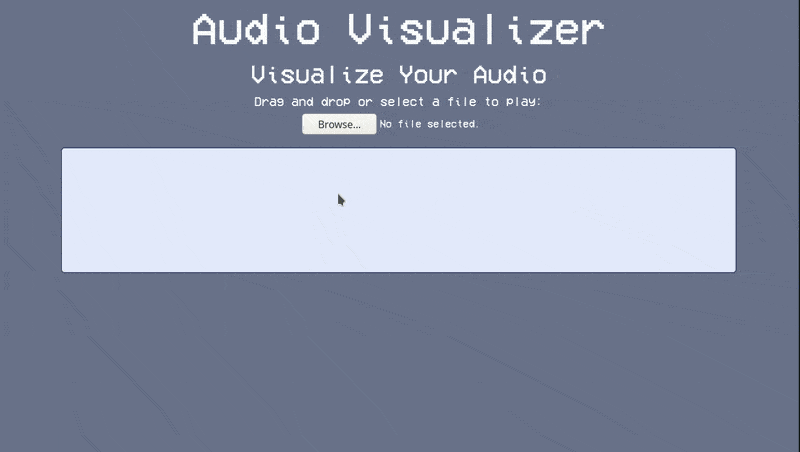 Audio Visualizer
Visualize Your Audio
Drag and drop or select a file to play:
Browse... No file selected.